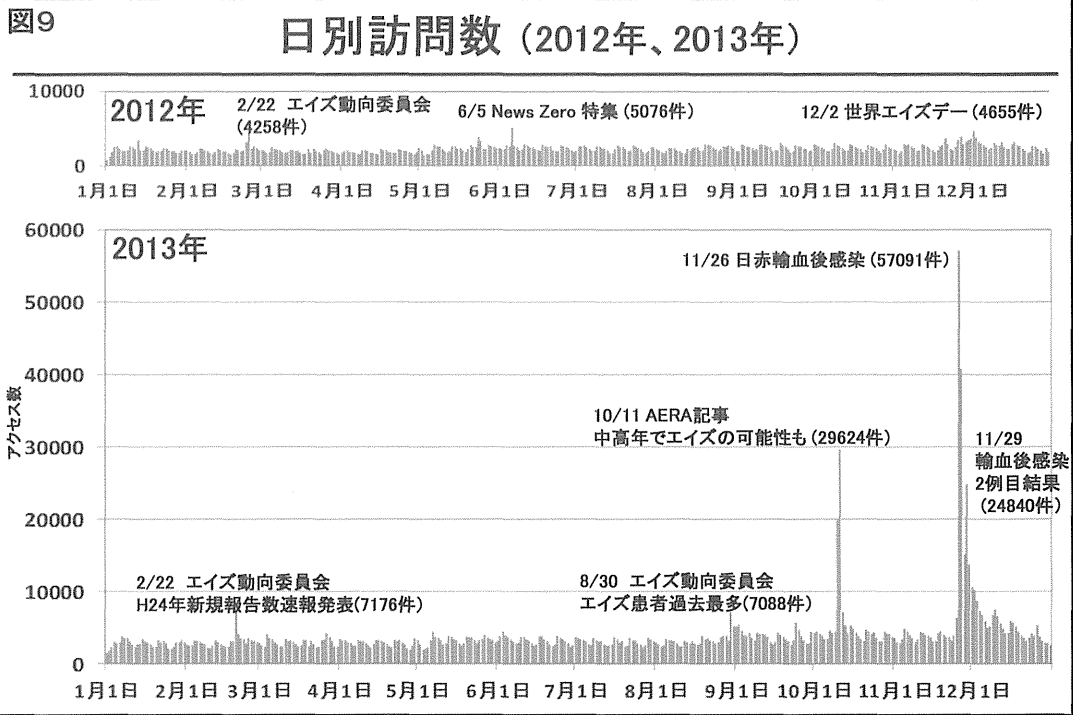 図9
日別訪問数（2012年、2013年）
10000
0
2012年
2/22 エイズ動向委員会
(4258件)
6/5 News Zero 特集 (5076件)
12/2 世界エイズデー (4655件)
1月1日 2月1日 3月1日 4月1日 5月1日 6月1日 7月1日 8月1日 9月1日 10月1日 11月1日 12月1日
アクセス数
60000
50000
40000
30000
20000
10000
0
2013年
11/26 日赤輸血後感染 (57091件)
10/11 AERA記事
中高年でエイズの可能性も (29624件)
11/29
輸血後感染
2例目結果
(24840件)
2/22 エイズ動向委員会
H24年新規報告数速報発表(7176件)
8/30 エイズ動向委員会
エイズ患者過去最多(7088件)
1月1日 2月1日 3月1日 4月1日 5月1日 6月1日 7月1日 8月1日 9月1日 10月1日 11月1日 12月1日